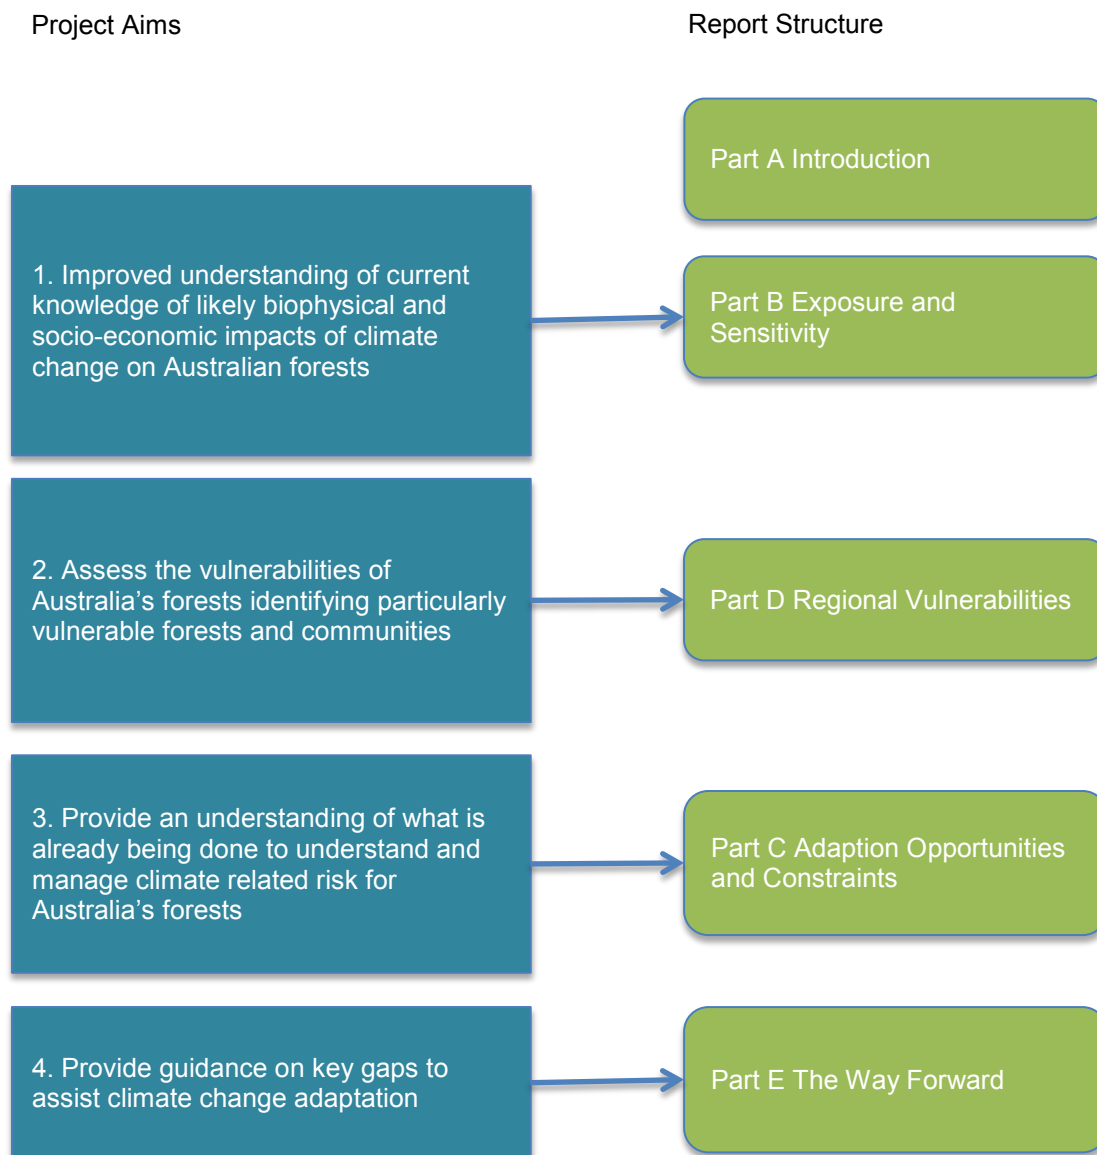 Project Aims
Report Structure
Part A Introduction
1. Improved understanding of current
knowledge of likely biophysical and
socio-economic impacts of climate
change on Australian forests
Part B Exposure and
Sensitivity
2. Assess the vulnerabilities of
Australia’s forests identifying particularly
vulnerable forests and communities
Part D Regional Vulnerabilities
3. Provide an understanding of what is
already being done to understand and
manage climate related risk for
Australia’s forests
Part C Adaption Opportunities
and Constraints
4. Provide guidance on key gaps to
assist climate change adaptation
Part E The Way Forward